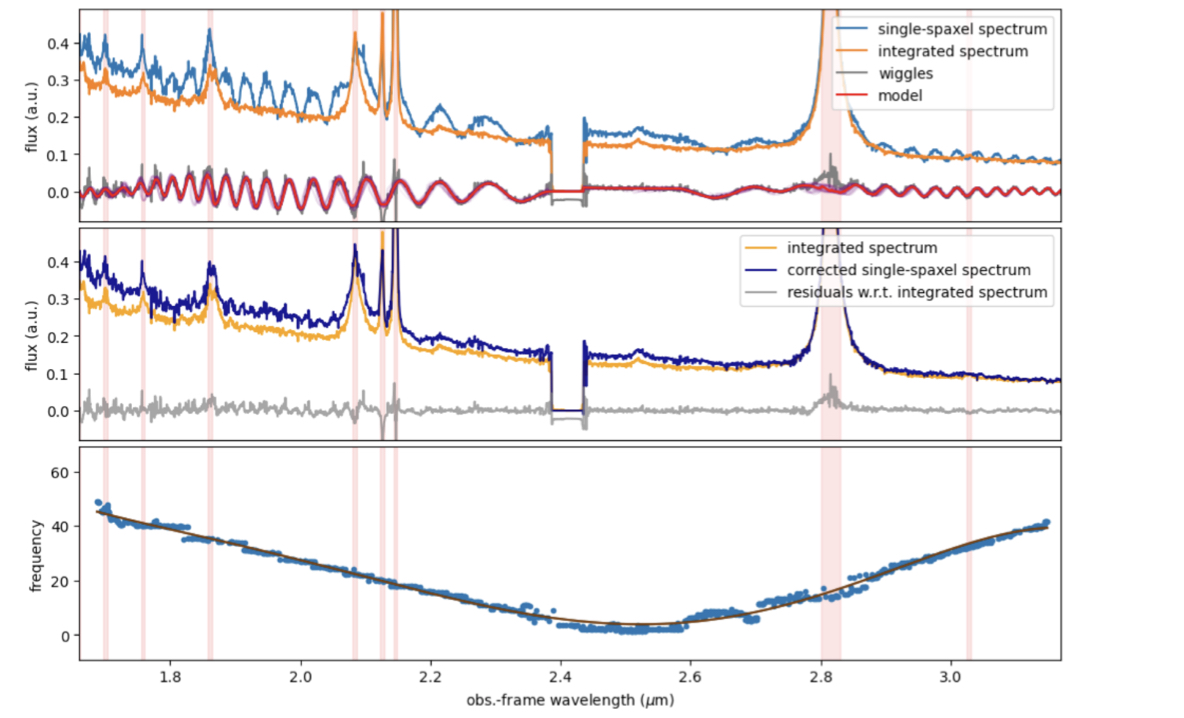 0.4
0.3
0.2
0.1
0.0
flux (a.u.)
single-spaxel spectrum
integrated spectrum
wiggles
model
0.4
0.3
0.2
0.1
0.0
flux (a.u.)
integrated spectrum
corrected single-spaxel spectrum
residuals w.r.t. integrated spectrum
60
40
20
0
frequency
1.8 2.0 2.2 2.4 2.6 2.8 3.0
obs.-frame wavelength (μm)